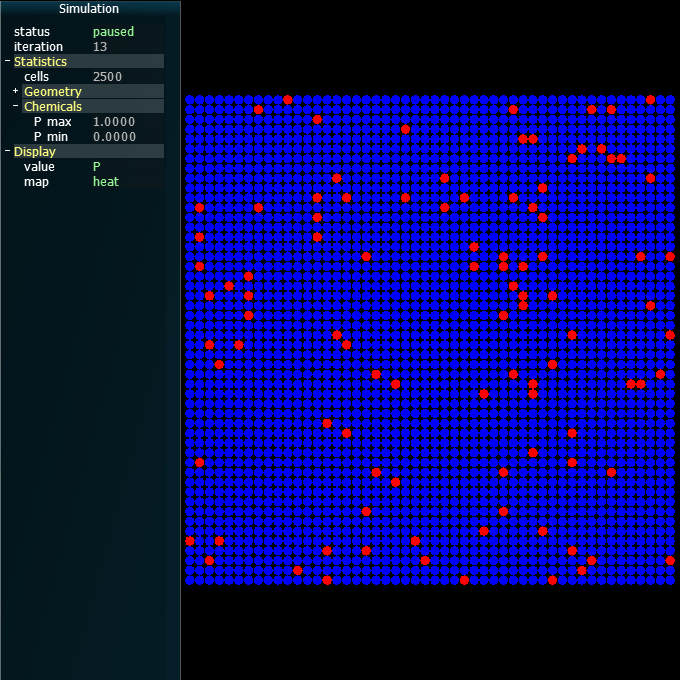 Simulation
status paused
iteration 13
- Statistics
cells 2500
+ Geometry
- Chemicals
P max 1.0000
P min 0.0000
- Display
value P
map heat